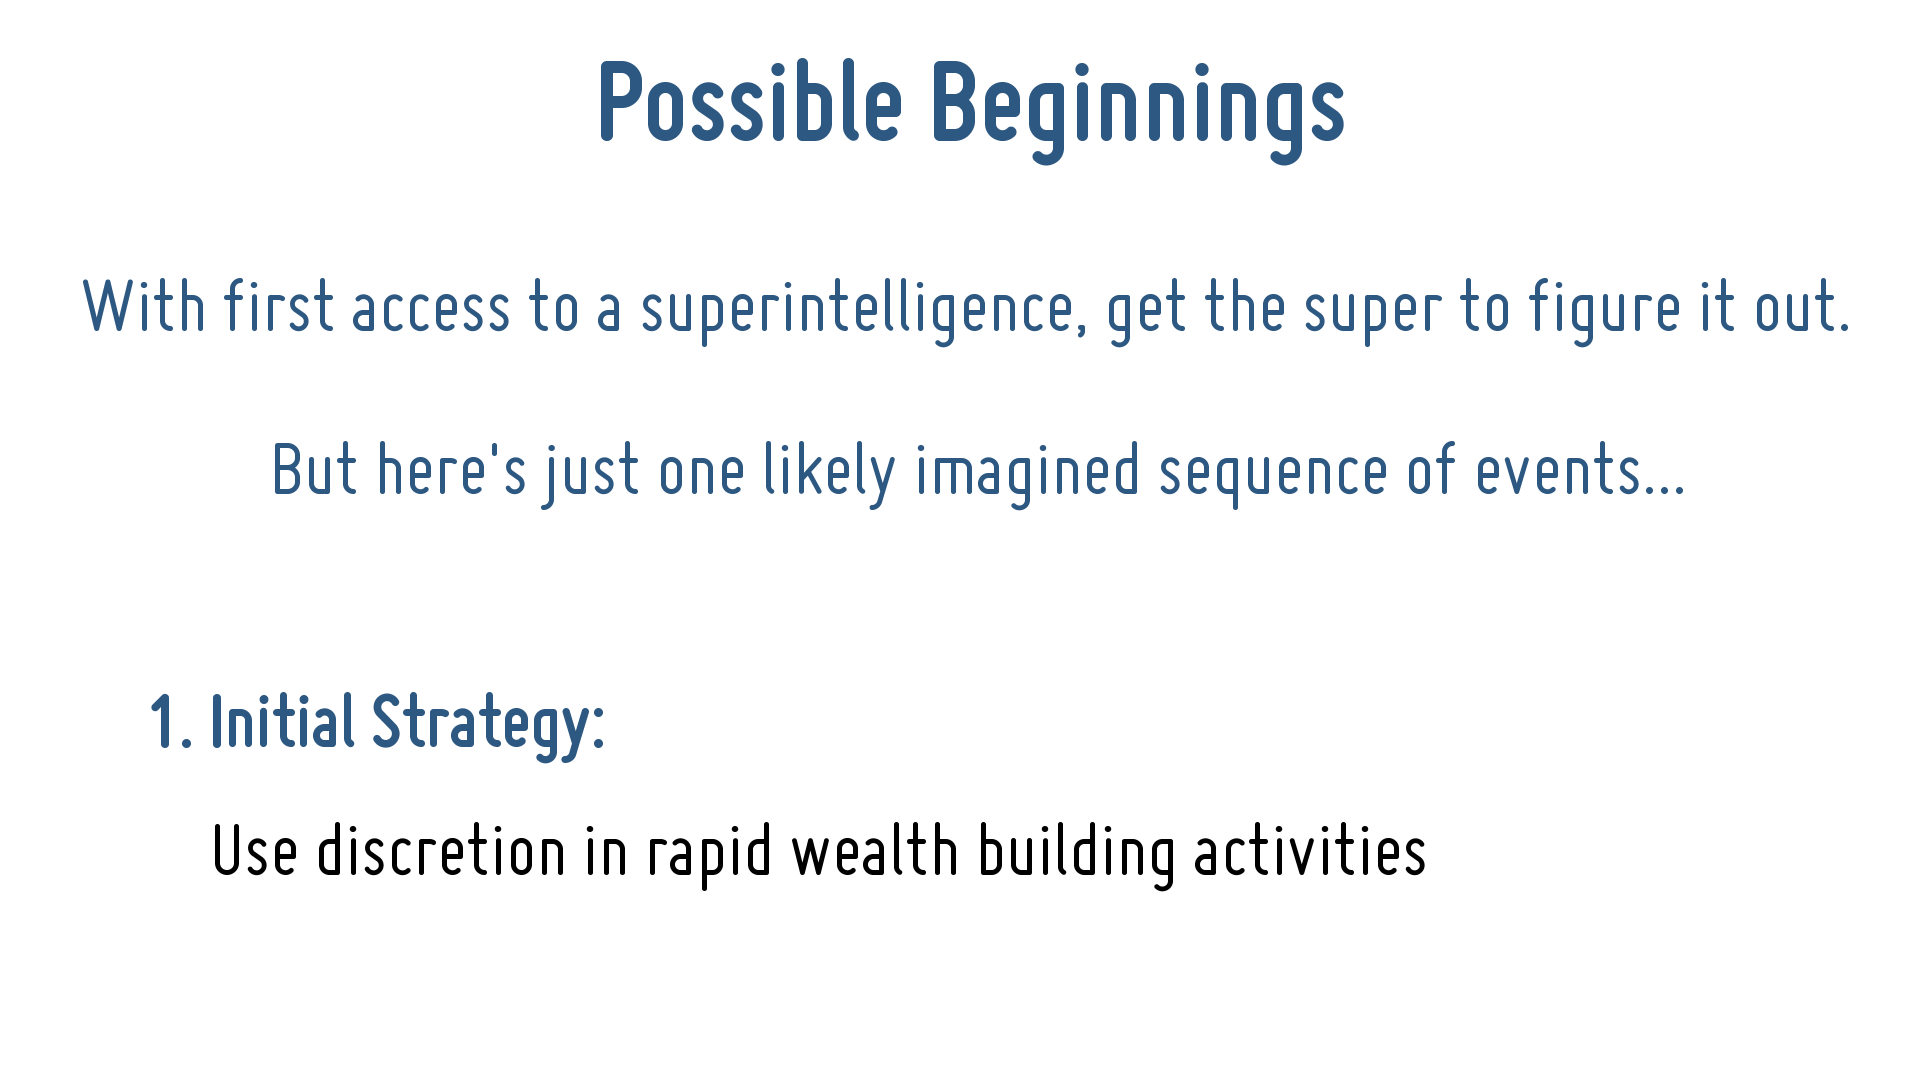 Possible Beginnings
With first access to a superintelligence, get the super to figure it out.
But here's just one likely imagined sequence of events...
1. Initial Strategy:
Use discretion in rapid wealth building activities